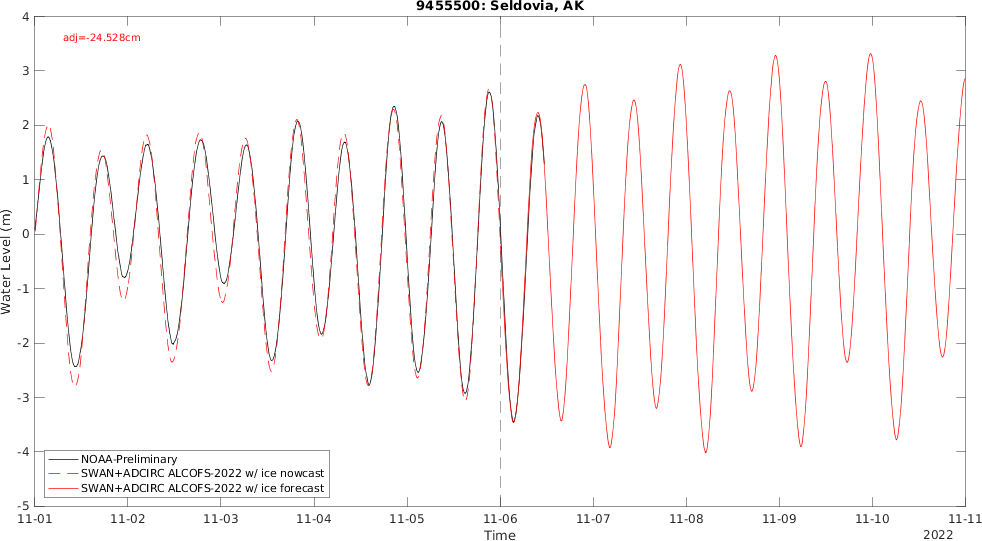 9455500: Seldovia, AK
adj=-24.528cm
4
3
2
1
0
-1
-2
-3
-4
-5
Water Level (m)
NOAA-Preliminary
SWAN+ADCIRC ALCOFS-2022 w/ ice nowcast
SWAN+ADCIRC ALCOFS-2022 w/ ice forecast
11-01 11-02 11-03 11-04 11-05 11-06 11-07 11-08 11-09 11-10 11-11
Time
2022